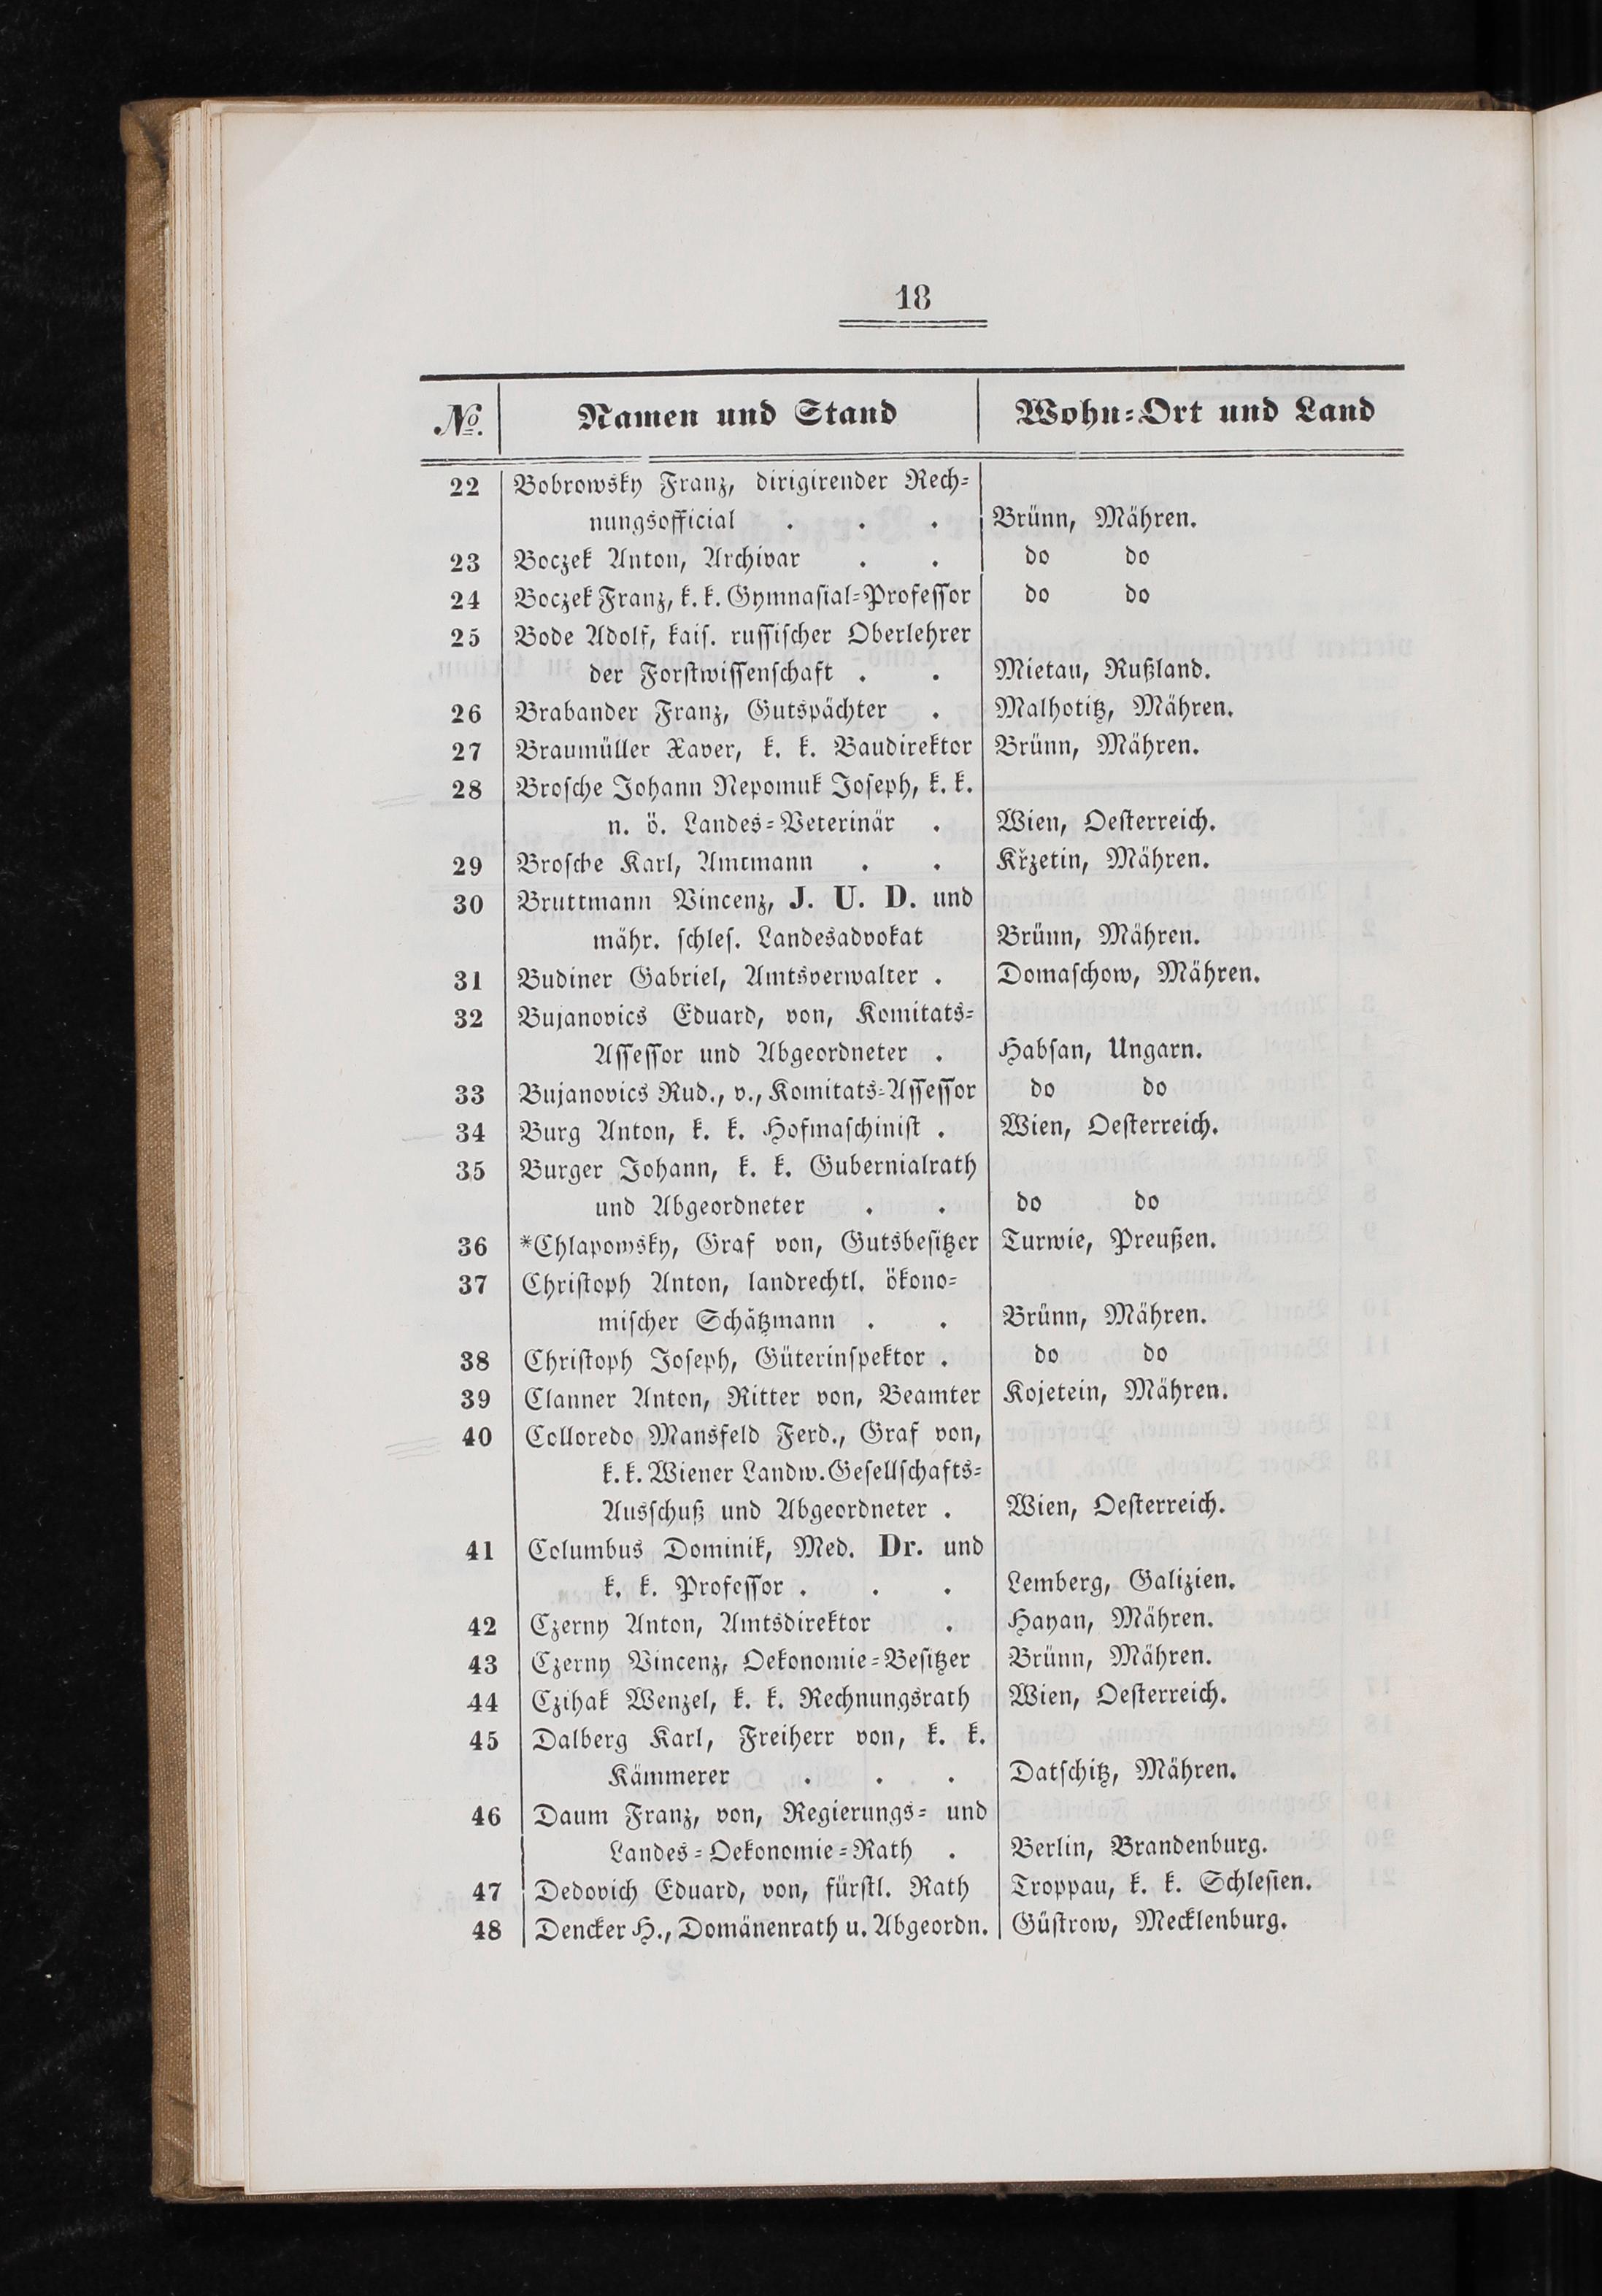 18
№. Namen und Stand Wohn=Ort und Land
22 Bobrowsky Franz, dirigirender Rech=
nungsofficial . . . Brünn, Mähren.
23 Boczek Anton, Archivar . . do do
24 Boczek Franz, k. k. Gymnasial=Professor do do
25 Bode Adolf, kais. russischer Oberlehrer
der Forstwissenschaft . . Mietau, Rußland.
26 Brabander Franz, Gutspächter . Malhotitz, Mähren.
27 Braumüller Xaver, k. k. Baudirektor Brünn, Mähren.
28 Brosche Johann Nepomuk Joseph, k. k.
n. ö. Landes=Veterinär . Wien, Oesterreich.
29 Brosche Karl, Amtmann . . Kržetin, Mähren.
30 Bruttmann Vincenz, J. U. D. und
mähr. schles. Landesadvokat Brünn, Mähren.
31 Budiner Gabriel, Amtsverwalter . Domaschow, Mähren.
32 Bujanovics Eduard, von, Komitats=
Assessor und Abgeordneter . Habsan, Ungarn.
33 Bujanovics Rud., v., Komitats=Assessor do do
34 Burg Anton, k. k. Hofmaschinist . Wien, Oesterreich.
35 Burger Johann, k. k. Gubernialrath
und Abgeordneter . . do do
36 *Chlapowsky, Graf von, Gutsbesitzer Turwie, Preußen.
37 Christoph Anton, landrechtl. ökono=
mischer Schätzmann . . Brünn, Mähren.
38 Christoph Joseph, Güterinspektor . do do
39 Clanner Anton, Ritter von, Beamter Kojetein, Mähren.
40 Colloredo Mansfeld Ferd., Graf von,
k. k. Wiener Landw. Gesellschafts=
Ausschuß und Abgeordneter . Wien, Oesterreich.
41 Columbus Dominik, Med. Dr. und
k. k. Professor . . . Lemberg, Galizien.
42 Czerny Anton, Amtsdirektor . Hayan, Mähren.
43 Czerny Vincenz, Oekonomie=Besitzer Brünn, Mähren.
44 Czihak Wenzel, k. k. Rechnungsrath Wien, Oesterreich.
45 Dalberg Karl, Freiherr von, k. k.
Kämmerer . . . Datschitz, Mähren.
46 Daum Franz, von, Regierungs= und
Landes=Oekonomie=Rath . Berlin, Brandenburg.
47 Dedovich Eduard, von, fürstl. Rath Troppau, k. k. Schlesien.
48 Dencker H., Domänenrath u. Abgeordn. Güstrow, Mecklenburg.